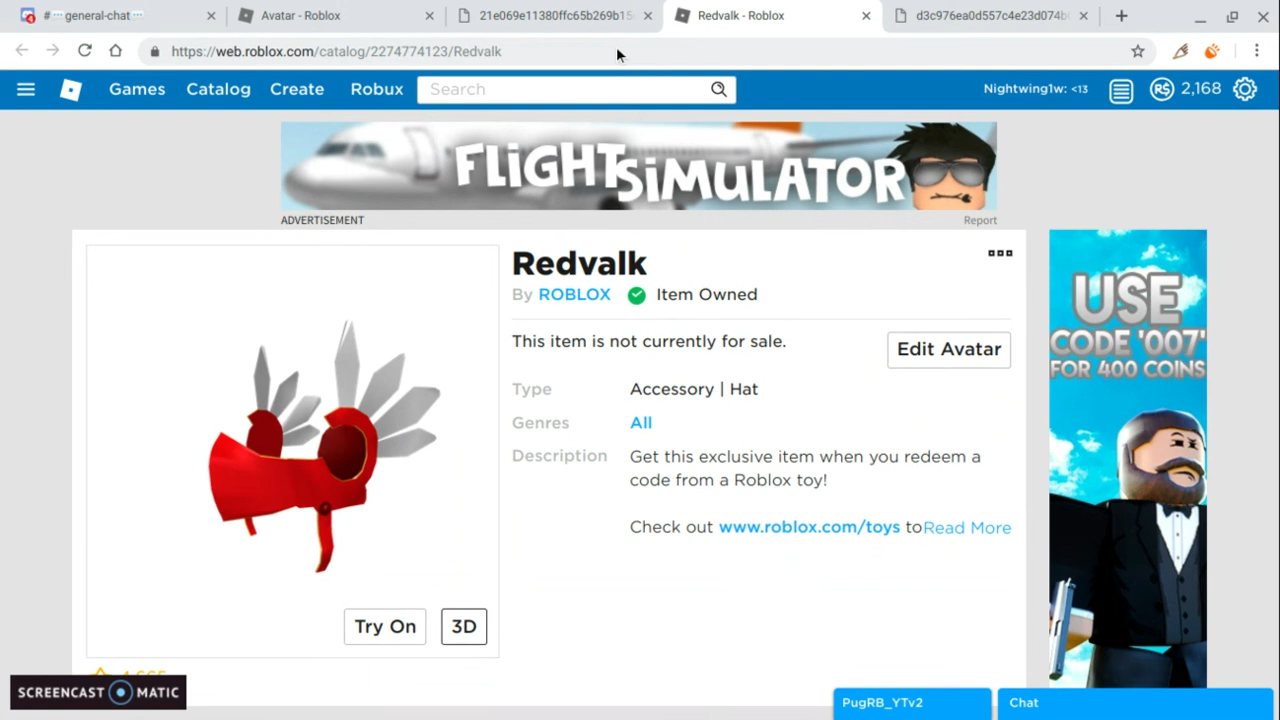 # general-chat
Avatar - Roblox
21e069e11380ffc65b269b15
Redvalk - Roblox
d3c976ea0d557c4e23d074b
https://web.roblox.com/catalog/2274774123/Redvalk
Games
Catalog
Create
Robux
Search
Nightwing1w: <13
R$ 2,168
FLIGHT SIMULATOR
ADVERTISEMENT
Report
Redvalk
By ROBLOX
Item Owned
This item is not currently for sale.
Edit Avatar
Type
Accessory | Hat
Genres
All
Description
Get this exclusive item when you redeem a
code from a Roblox toy!
Check out www.roblox.com/toys to Read More
Try On
3D
USE
CODE '007'
FOR 400 COINS
SCREENCAST MATIC
PugRB_YTv2
Chat